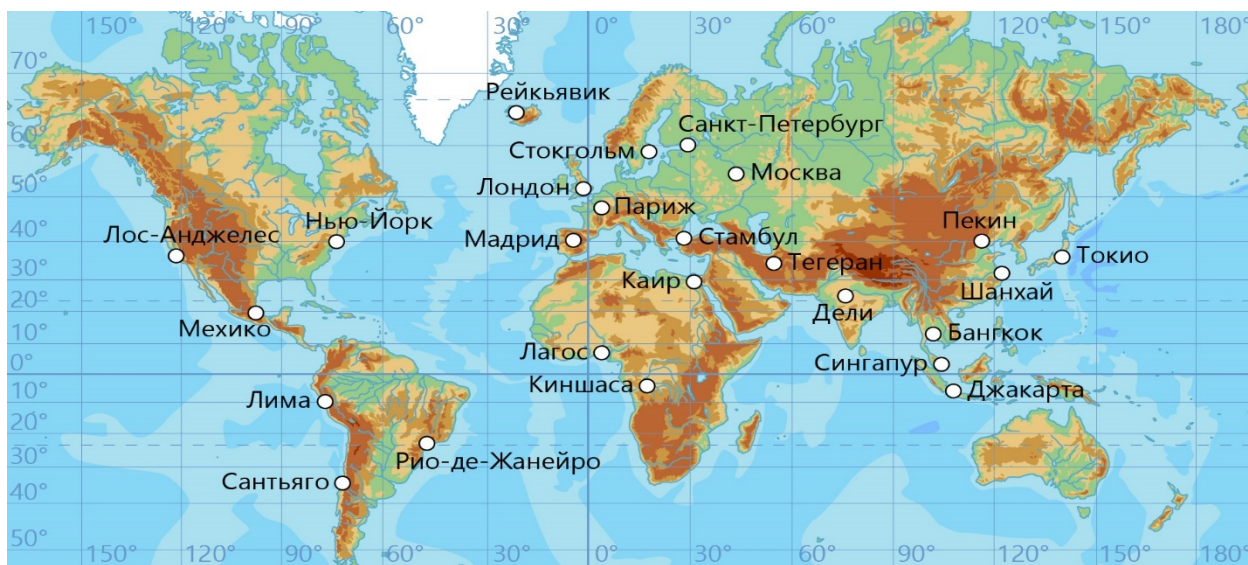 150° 120° 90° 60° 30° 0° 30° 60° 90° 120° 150° 180°
70°
Рейкьявик
Санкт-Петербург
60°
Стокгольм
Москва
Лондон
50°
Париж
Нью-Йорк
Пекин
Лос-Анджелес
40°
Мадрид
Стамбул
Токио
Тегеран
30°
Каир
Шанхай
20°
Дели
Мехико
10°
Бангкок
Лагос
0°
Сингапур
Киншаса
10°
Лима
Джакарта
20°
Рио-де-Жанейро
30°
Сантьяго
40°
50°
150° 120° 90° 60° 30° 0° 30° 60° 90° 120° 150° 180°